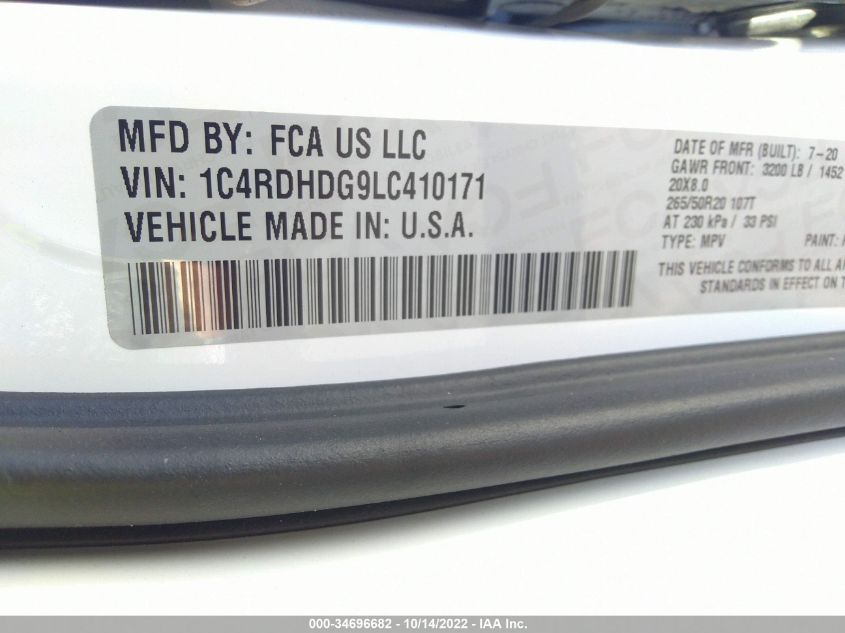 MFD BY: FCA US LLC
VIN: 1C4RDHDG9LC410171
VEHICLE MADE IN: U.S.A.
DATE OF MFR (BUILT): 7-20
GAWR FRONT: 3200 LB / 1452
20X8.0
265/50R20 107T
AT 230 kPa / 33 PSI
TYPE: MPV PAINT:
THIS VEHICLE CONFORMS TO ALL
STANDARDS IN EFFECT ON
000-34696682 - 10/14/2022 - IAA Inc.